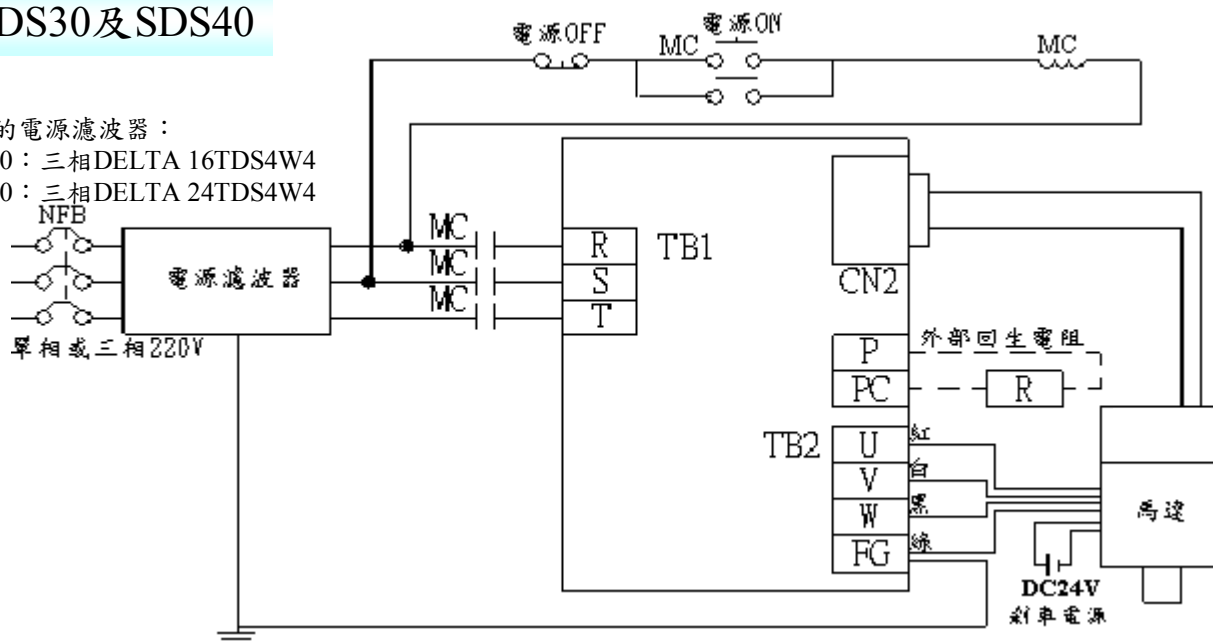 DS30及SDS40
電源OFF
電源ON
MC
MC
的電源濾波器：
0：三相DELTA 16TDS4W4
0：三相DELTA 24TDS4W4
NFB
MC
MC
MC
電源濾波器
單相或三相220V
R
S
T
TB1
CN2
P
PC
外部回生電阻
R
TB2
U
V
W
FG
紅
白
黑
綠
馬達
DC24V
剎車電源